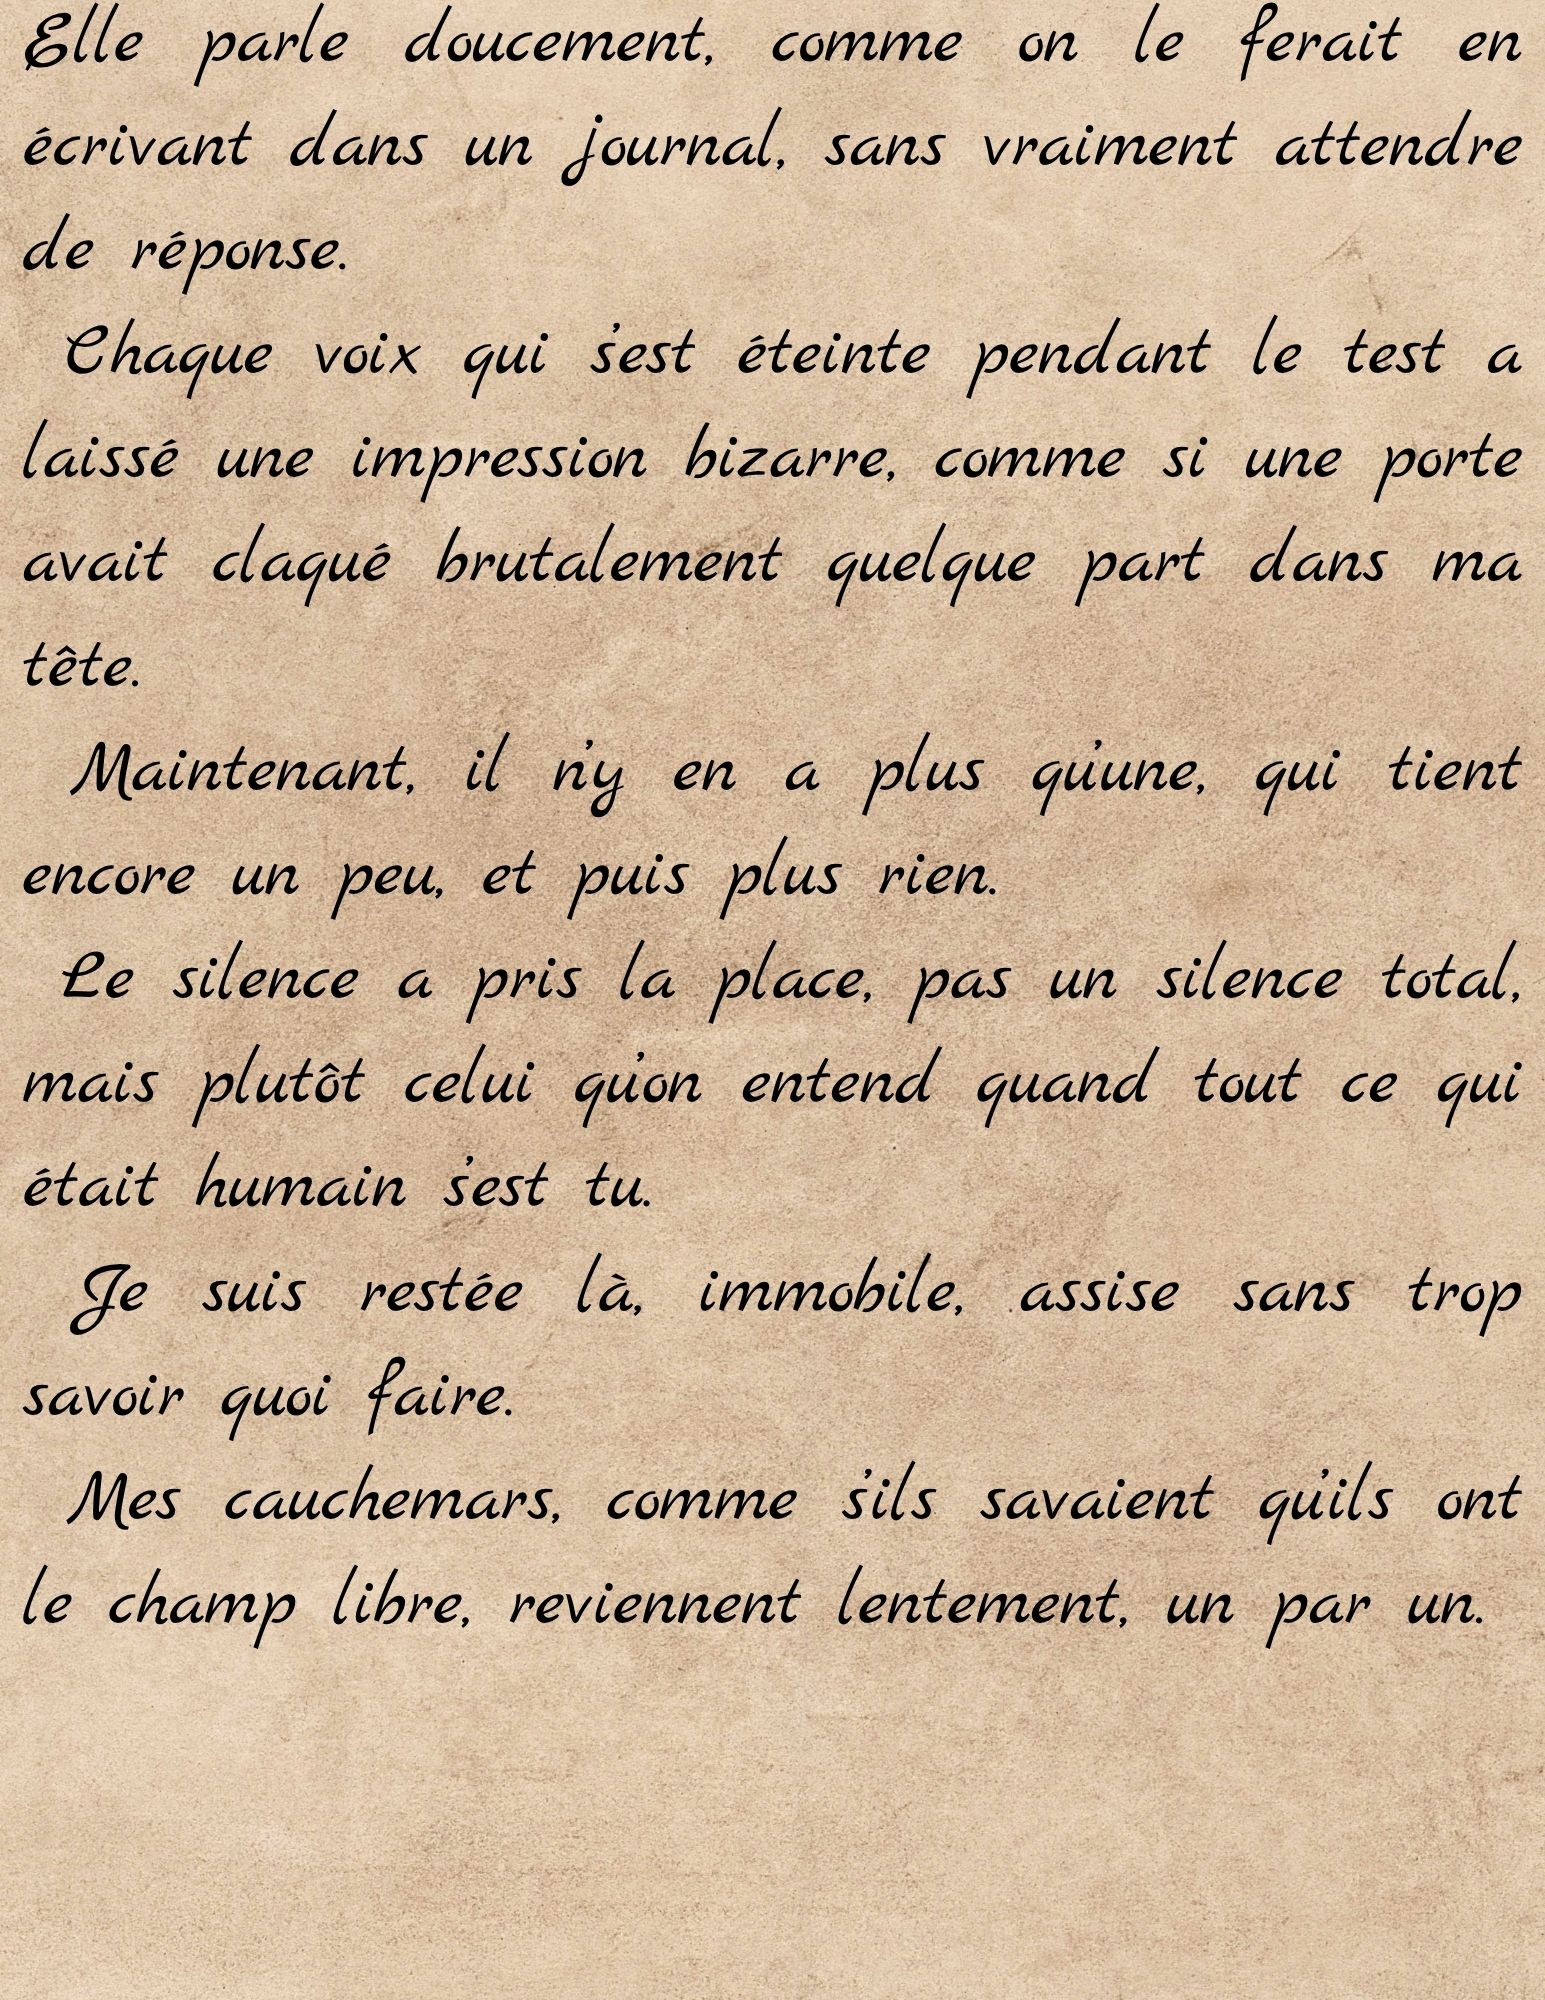 Elle parle doucement, comme on le ferait en
écrivant dans un journal, sans vraiment attendre
de réponse.
Chaque voix qui s'est éteinte pendant le test a
laissé une impression bizarre, comme si une porte
avait claqué brutalement quelque part dans ma
tête.
Maintenant, il n'y en a plus qu'une, qui tient
encore un peu, et puis plus rien.
Le silence a pris la place, pas un silence total,
mais plutôt celui qu'on entend quand tout ce qui
était humain s'est tu.
Je suis restée là, immobile, assise sans trop
savoir quoi faire.
Mes cauchemars, comme s'ils savaient qu'ils ont
le champ libre, reviennent lentement, un par un.